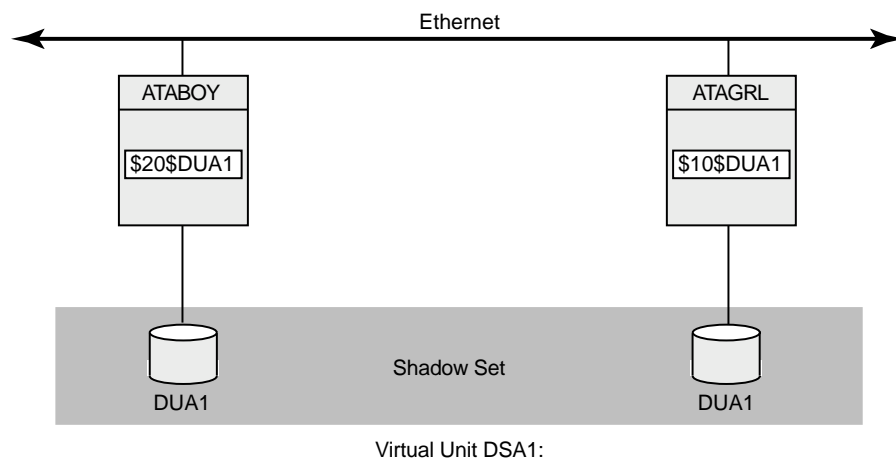 Ethernet
ATABOY
ATAGRL
$20$DUA1
$10$DUA1
Shadow Set
DUA1
DUA1
Virtual Unit DSA1: